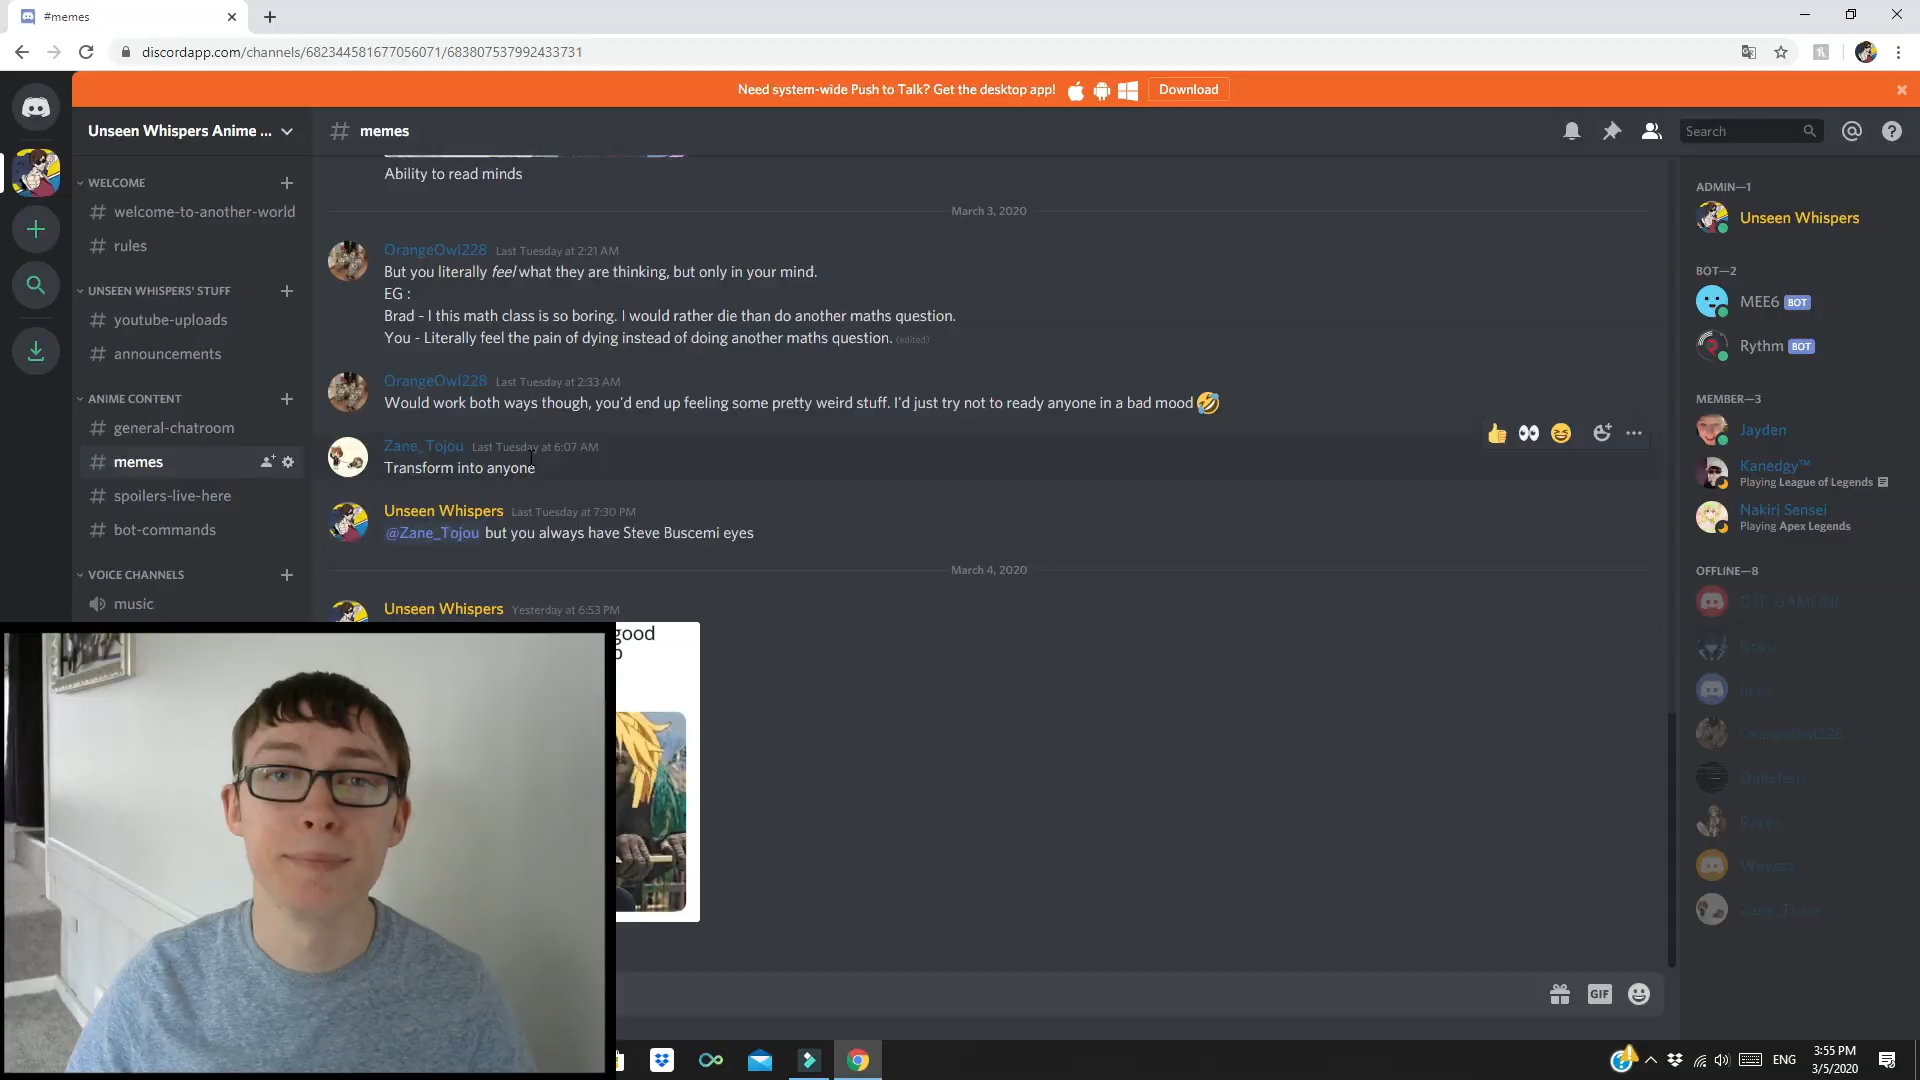 #memes
discordapp.com/channels/682344581677056071/683807537992433731
Need system-wide Push to Talk? Get the desktop app!
Download
Unseen Whispers Anime ...
WELCOME
welcome-to-another-world
rules
UNSEEN WHISPERS' STUFF
youtube-uploads
announcements
ANIME CONTENT
general-chatroom
memes
spoilers-live-here
bot-commands
VOICE CHANNELS
music
memes
Search
Ability to read minds
March 3, 2020
OrangeOwl228 Last Tuesday at 2:21 AM
But you literally feel what they are thinking, but only in your mind.
EG :
Brad - I this math class is so boring. I would rather die than do another maths question.
You - Literally feel the pain of dying instead of doing another maths question. (edited)
OrangeOwl228 Last Tuesday at 2:33 AM
Would work both ways though, you'd end up feeling some pretty weird stuff. I'd just try not to ready anyone in a bad mood
Zane_Tojou Last Tuesday at 6:07 AM
Transform into anyone
Unseen Whispers Last Tuesday at 7:30 PM
@Zane_Tojou but you always have Steve Buscemi eyes
March 4, 2020
Unseen Whispers Yesterday at 6:53 PM
good
GIF
ADMIN—1
Unseen Whispers
BOT—2
MEE6 BOT
Rythm BOT
MEMBER—3
Jayden
Kanedgy™
Playing League of Legends
Nakiri Sensei
Playing Apex Legends
OFFLINE—8
Goku
OrangeOwl228
Zane_Tojou
ENG
3:55 PM
3/5/2020